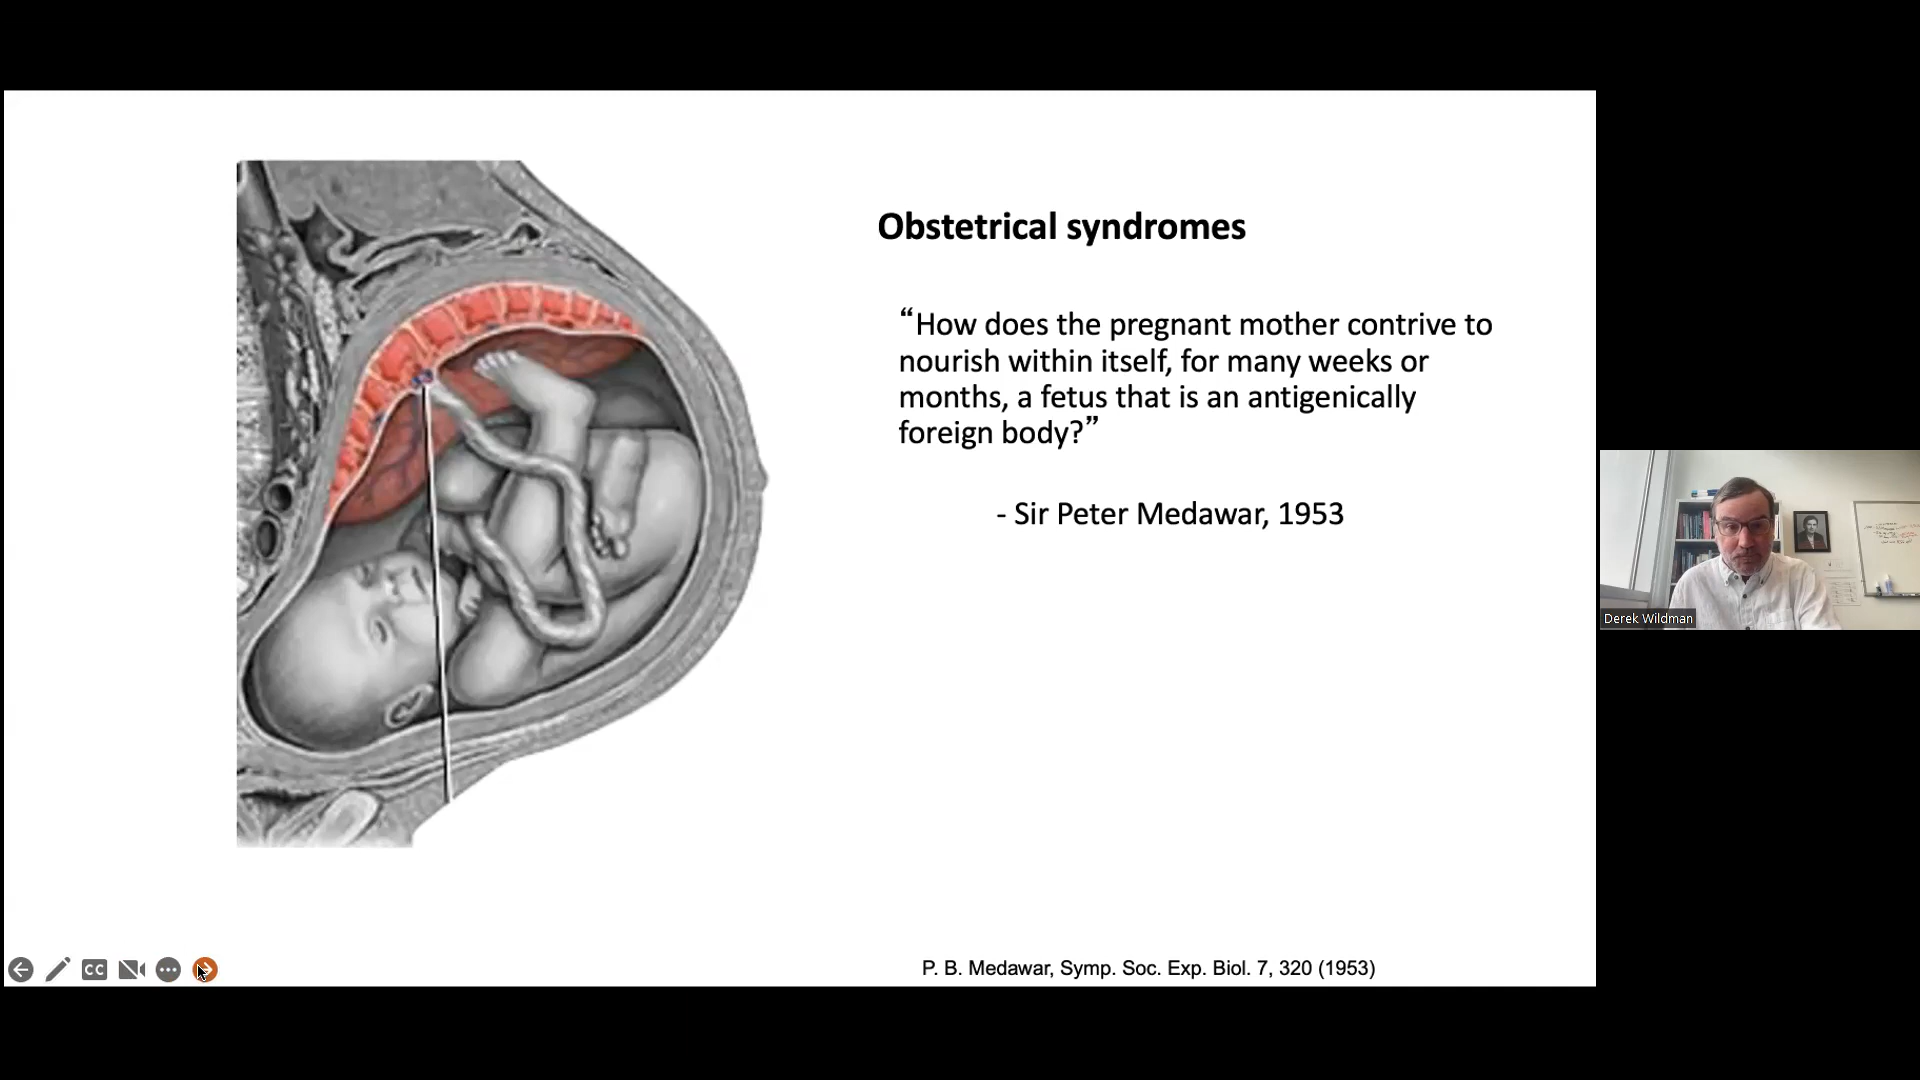 Obstetrical syndromes
“How does the pregnant mother contrive to
nourish within itself, for many weeks or
months, a fetus that is an antigenically
foreign body?”
- Sir Peter Medawar, 1953
Derek Wildman
CC
P. B. Medawar, Symp. Soc. Exp. Biol. 7, 320 (1953)